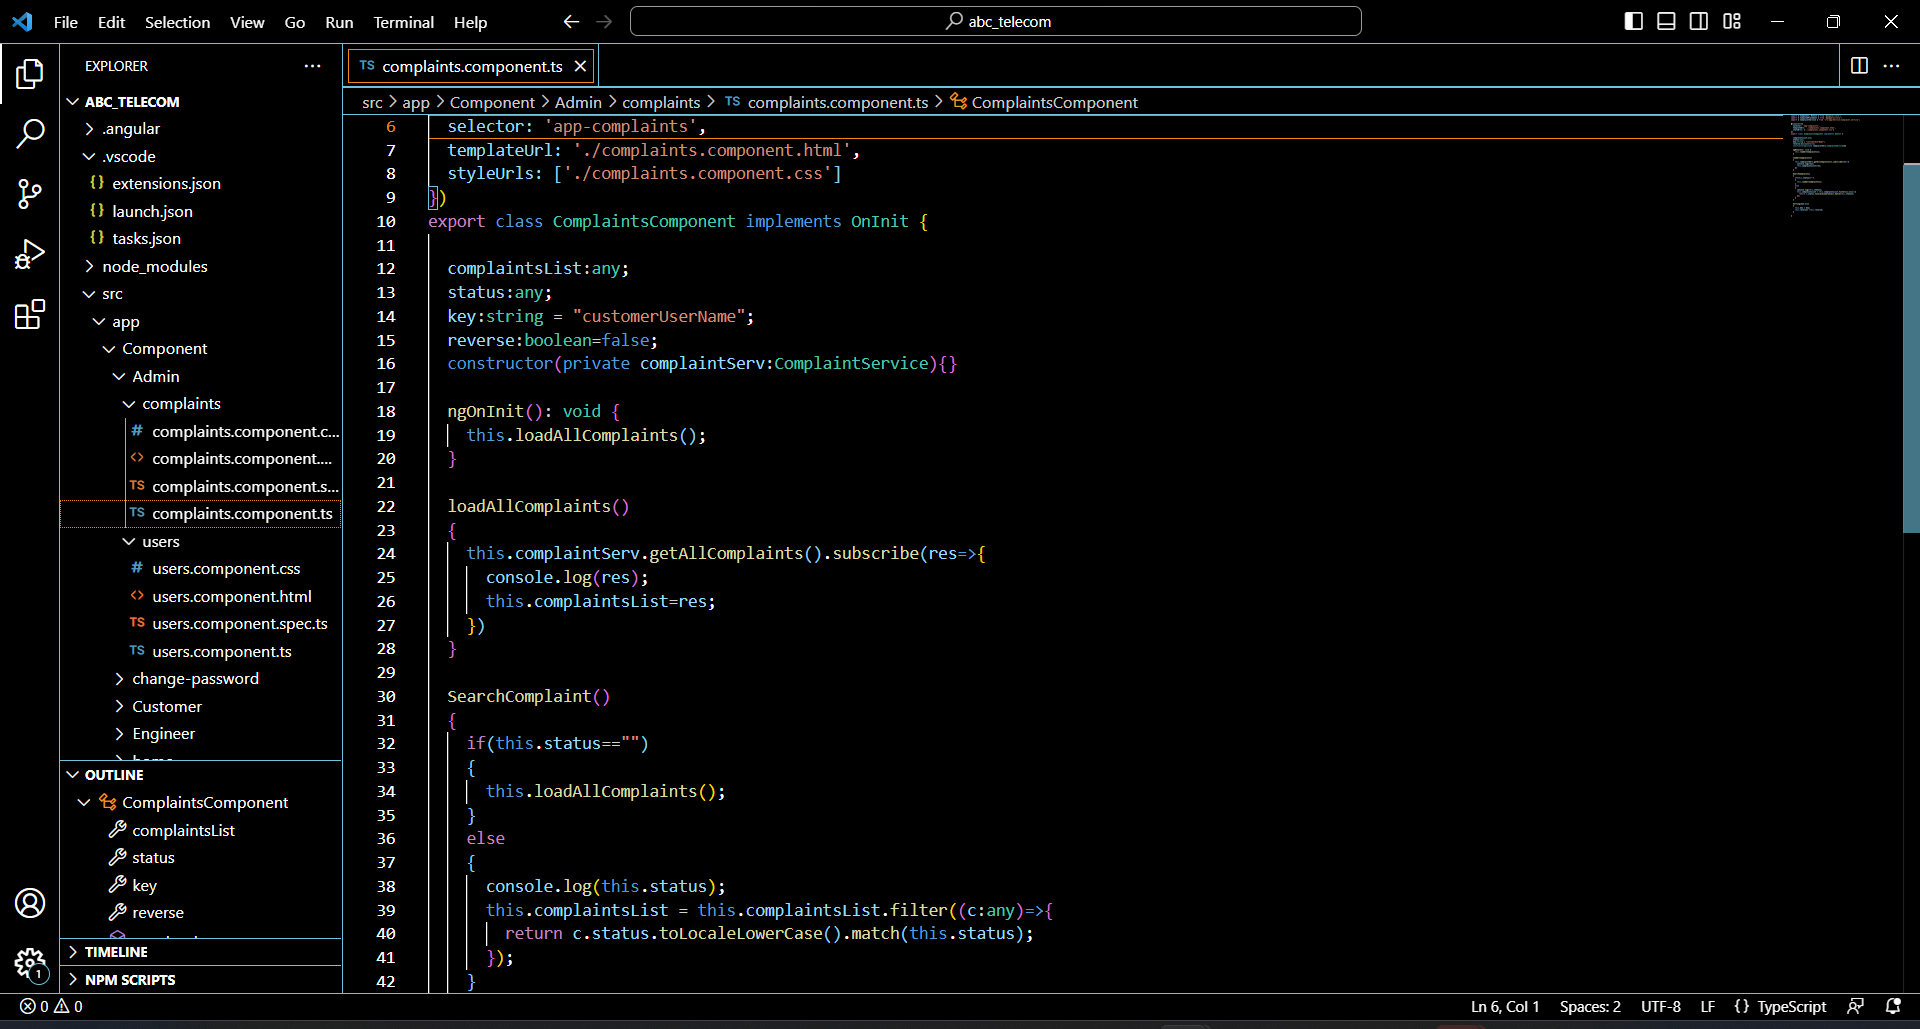 File Edit Selection View Go Run Terminal Help
abc_telecom
EXPLORER
ABC_TELECOM
.angular
.vscode
extensions.json
launch.json
tasks.json
node_modules
src
app
Component
Admin
complaints
# complaints.component.c...
<> complaints.component....
TS complaints.component.s...
TS complaints.component.ts
users
# users.component.css
<> users.component.html
TS users.component.spec.ts
TS users.component.ts
change-password
Customer
Engineer
OUTLINE
ComplaintsComponent
complaintsList
status
key
reverse
TIMELINE
NPM SCRIPTS
TS complaints.component.ts
src > app > Component > Admin > complaints > TS complaints.component.ts > ComplaintsComponent
6 selector: 'app-complaints',
7 templateUrl: './complaints.component.html',
8 styleUrls: ['./complaints.component.css']
9 })
10 export class ComplaintsComponent implements OnInit {
11
12 complaintsList:any;
13 status:any;
14 key:string = "customerUserName";
15 reverse:boolean=false;
16 constructor(private complaintServ:ComplaintService){}
17
18 ngOnInit(): void {
19 this.loadAllComplaints();
20 }
21
22 loadAllComplaints()
23 {
24 this.complaintServ.getAllComplaints().subscribe(res=>{
25 console.log(res);
26 this.complaintsList=res;
27 })
28 }
29
30 SearchComplaint()
31 {
32 if(this.status=="")
33 {
34 this.loadAllComplaints();
35 }
36 else
37 {
38 console.log(this.status);
39 this.complaintsList = this.complaintsList.filter((c:any)=>{
40 return c.status.toLocaleLowerCase().match(this.status);
41 });
42 }
1
0 0
Ln 6, Col 1 Spaces: 2 UTF-8 LF {} TypeScript